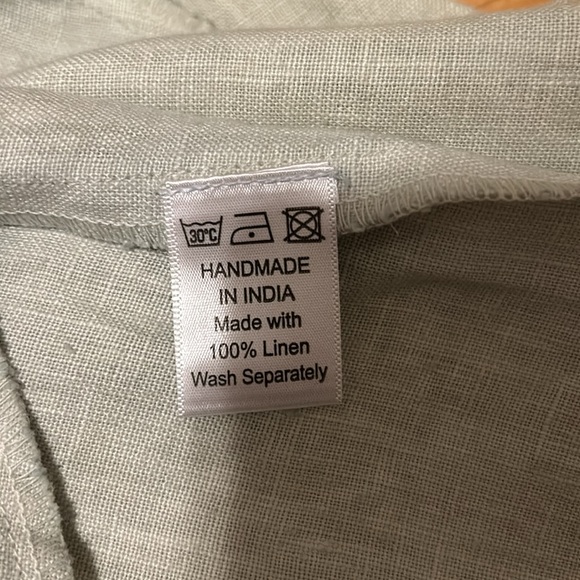 30°C
HANDMADE
IN INDIA
Made with
100% Linen
Wash Separately